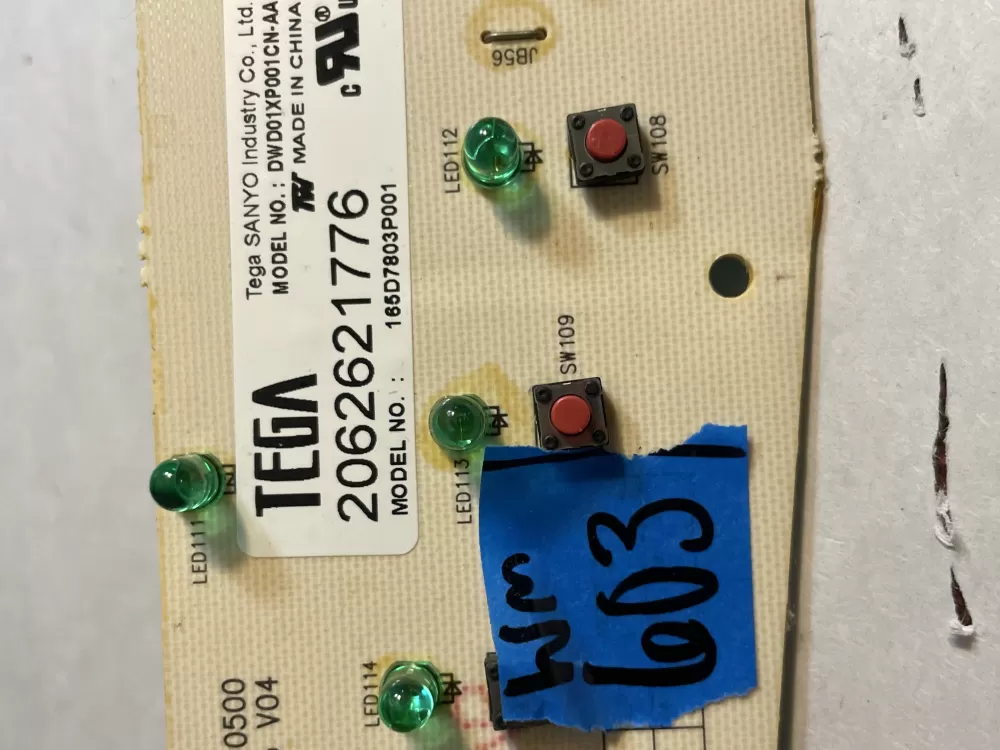 Tega SANYO Industry Co., Ltd.
MODEL NO.: DWD01XP001CN-AA
MADE IN CHINA
TEGA
2062621776
MODEL NO.: 165D7803P001
JB56
LED112
SW108
SW109
LED113
LED111
LED114
0500
V04
WM
603